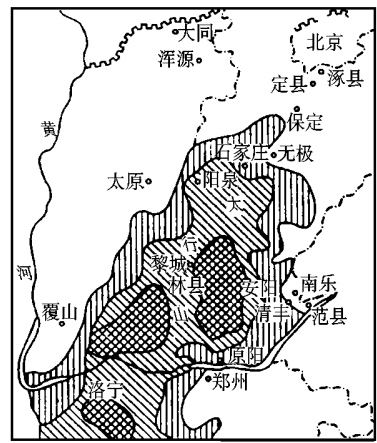 大同
北京
浑源
涿县
定县
黄
保定
石家庄
无极
太原
阳泉
太
行
黎城
河
林县
安阳
南乐
覆山
山
清丰
范县
原阳
洛宁
郑州